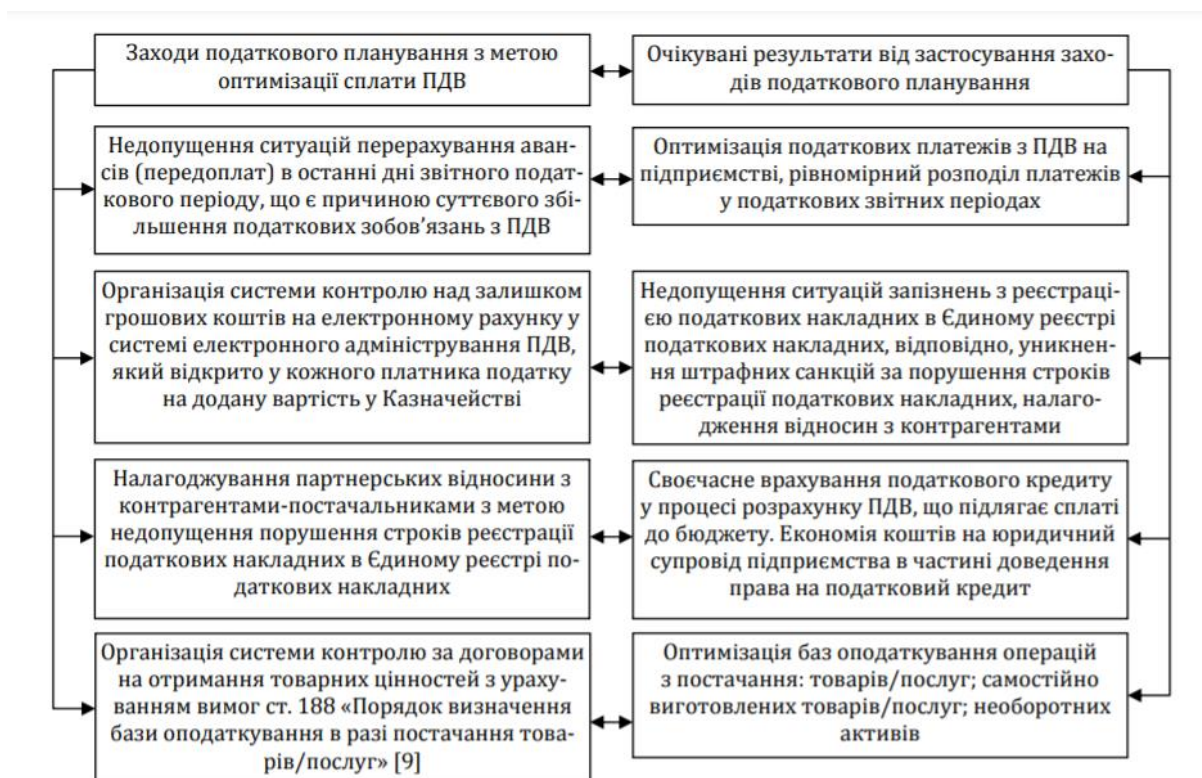 Заходи податкового планування з метою
оптимізації сплати ПДВ
Очікувані результати від застосування захо-
дів податкового планування
Недопущення ситуацій перерахування аван-
сів (передоплат) в останні дні звітного подат-
кового періоду, що є причиною суттєвого збі-
льшення податкових зобов’язань з ПДВ
Оптимізація податкових платежів з ПДВ на
підприємстві, рівномірний розподіл платежів
у податкових звітних періодах
Організація системи контролю над залишком
грошових коштів на електронному рахунку у
системі електронного адміністрування ПДВ,
який відкрито у кожного платника податку
на додану вартість у Казначействі
Недопущення ситуацій запізнень з реєстраці-
єю податкових накладних в Єдиному реєстрі
податкових накладних, відповідно, уникнен-
ня штрафних санкцій за порушення строків
реєстрації податкових накладних, налаго-
дження відносин з контрагентами
Налагоджування партнерських відносини з
контрагентами-постачальниками з метою
недопущення порушення строків реєстрації
податкових накладних в Єдиному реєстрі по-
даткових накладних
Своєчасне врахування податкового кредиту
у процесі розрахунку ПДВ, що підлягає сплаті
до бюджету. Економія коштів на юридичний
супровід підприємства в частині доведення
права на податковий кредит
Організація системи контролю за договорами
на отримання товарних цінностей з ураху-
ванням вимог ст. 188 «Порядок визначення
бази оподаткування в разі постачання това-
рів/послуг» [9]
Оптимізація баз оподаткування операцій
з постачання: товарів/послуг; самостійно
виготовлених товарів/послуг; необоротних
активів